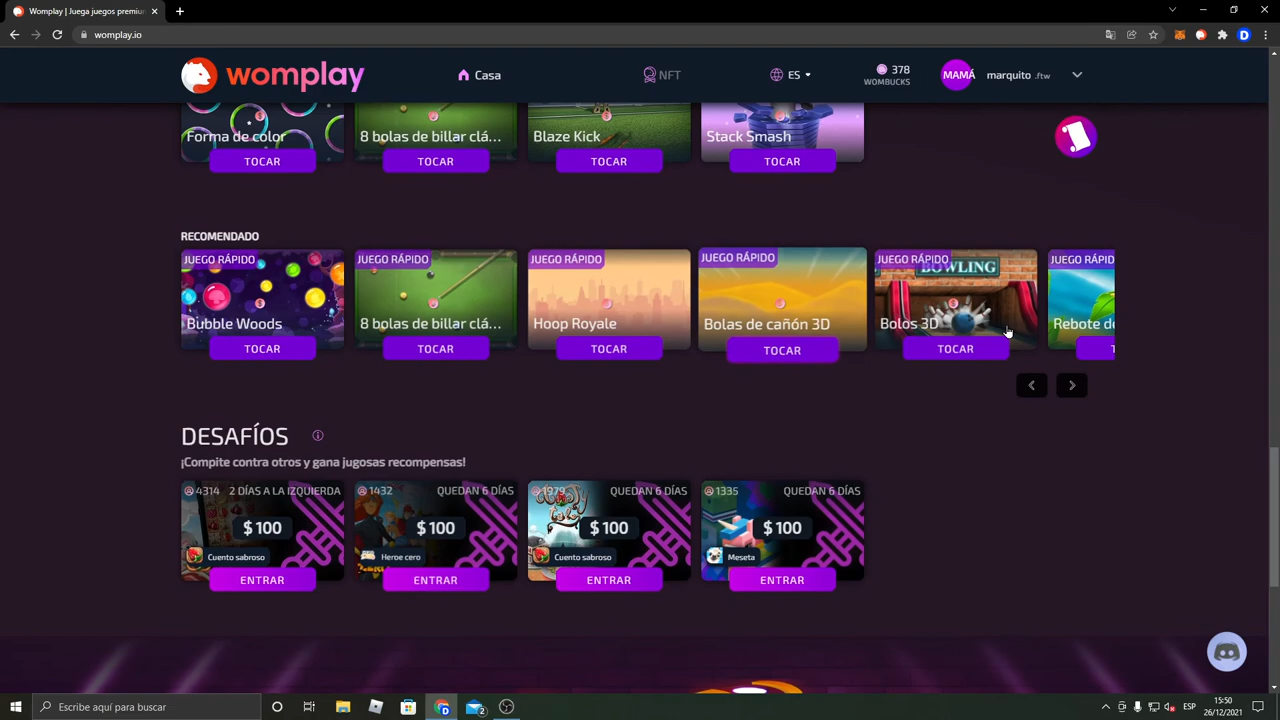 Womplay | Juega juegos premiu
womplay.io
womplay
Casa
NFT
ES
378
WOMBUCKS
MAMÁ
marquito .ftw
Forma de color
8 bolas de billar clá...
Blaze Kick
Stack Smash
TOCAR
TOCAR
TOCAR
TOCAR
RECOMENDADO
JUEGO RÁPIDO
JUEGO RÁPIDO
JUEGO RÁPIDO
JUEGO RÁPIDO
JUEGO RÁPIDO
JUEGO RÁPID
BOWLING
Bubble Woods
8 bolas de billar clá...
Hoop Royale
Bolas de cañón 3D
Bolos 3D
Rebote de
TOCAR
TOCAR
TOCAR
TOCAR
TOCAR
T
DESAFÍOS
¡Compite contra otros y gana jugosas recompensas!
4314 2 DÍAS A LA IZQUIERDA
1432 QUEDAN 6 DÍAS
1979 QUEDAN 6 DÍAS
1335 QUEDAN 6 DÍAS
$ 100
$ 100
$ 100
$ 100
Cuento sabroso
Heroe cero
Cuento sabroso
Meseta
ENTRAR
ENTRAR
ENTRAR
ENTRAR
Escribe aquí para buscar
2
ESP
15:50
26/12/2021